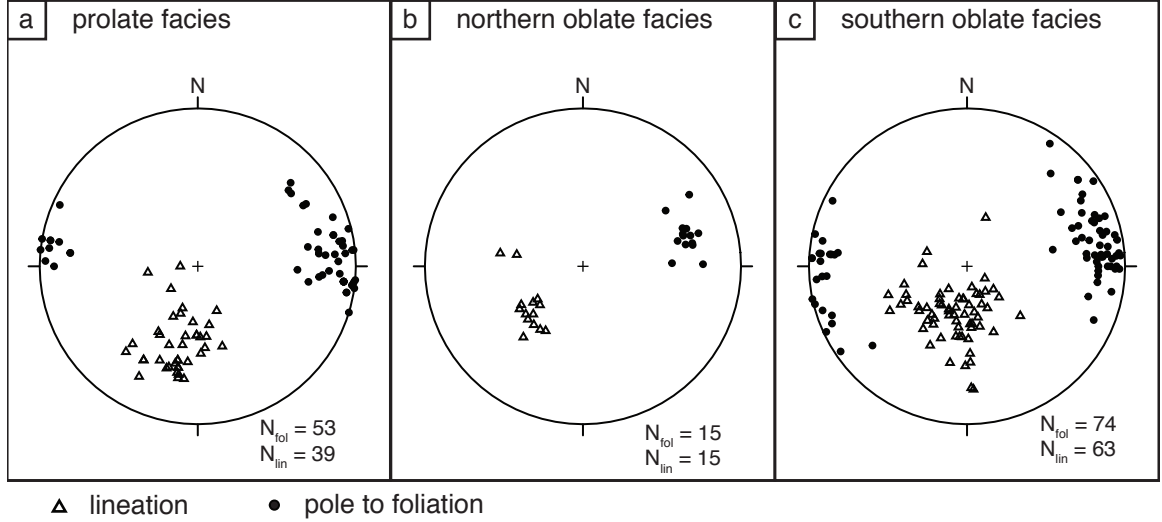 a prolate facies
b northern oblate facies
c southern oblate facies
N
N
N
N_fol = 53
N_lin = 39
N_fol = 15
N_lin = 15
N_fol = 74
N_lin = 63
lineation
pole to foliation